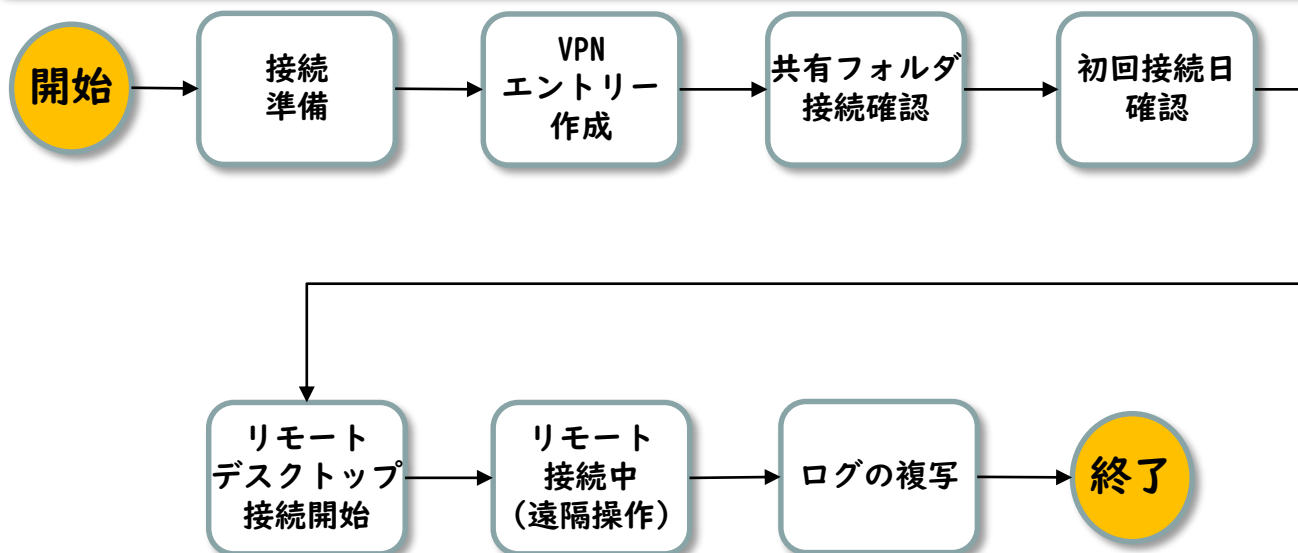 開始
接続
準備
VPN
エントリー
作成
共有フォルダ
接続確認
初回接続日
確認
リモート
デスクトップ
接続開始
リモート
接続中
(遠隔操作)
ログの複写
終了